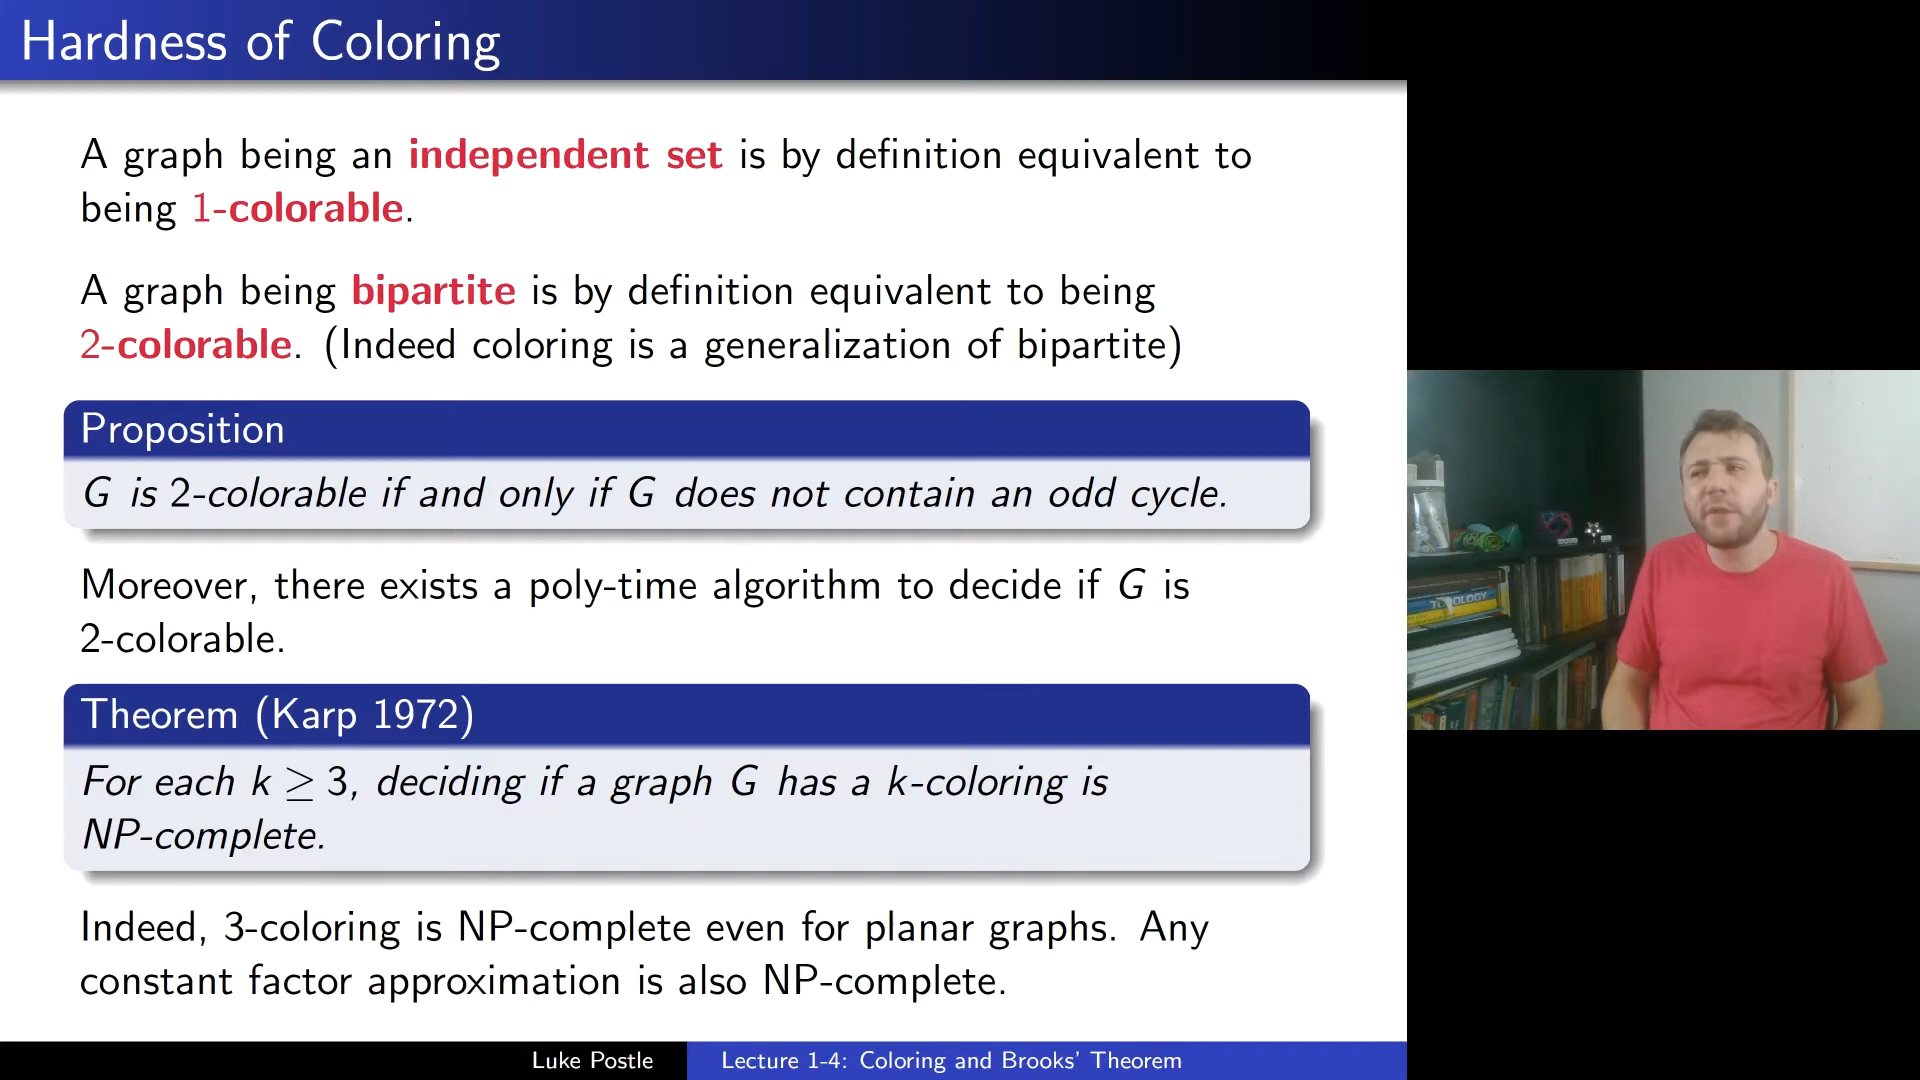 Hardness of Coloring
A graph being an independent set is by definition equivalent to
being 1-colorable.
A graph being bipartite is by definition equivalent to being
2-colorable. (Indeed coloring is a generalization of bipartite)
Proposition
G is 2-colorable if and only if G does not contain an odd cycle.
Moreover, there exists a poly-time algorithm to decide if G is
2-colorable.
Theorem (Karp 1972)
For each k ≥ 3, deciding if a graph G has a k-coloring is
NP-complete.
Indeed, 3-coloring is NP-complete even for planar graphs. Any
constant factor approximation is also NP-complete.
Luke Postle
Lecture 1-4: Coloring and Brooks' Theorem
TOPOLOGY